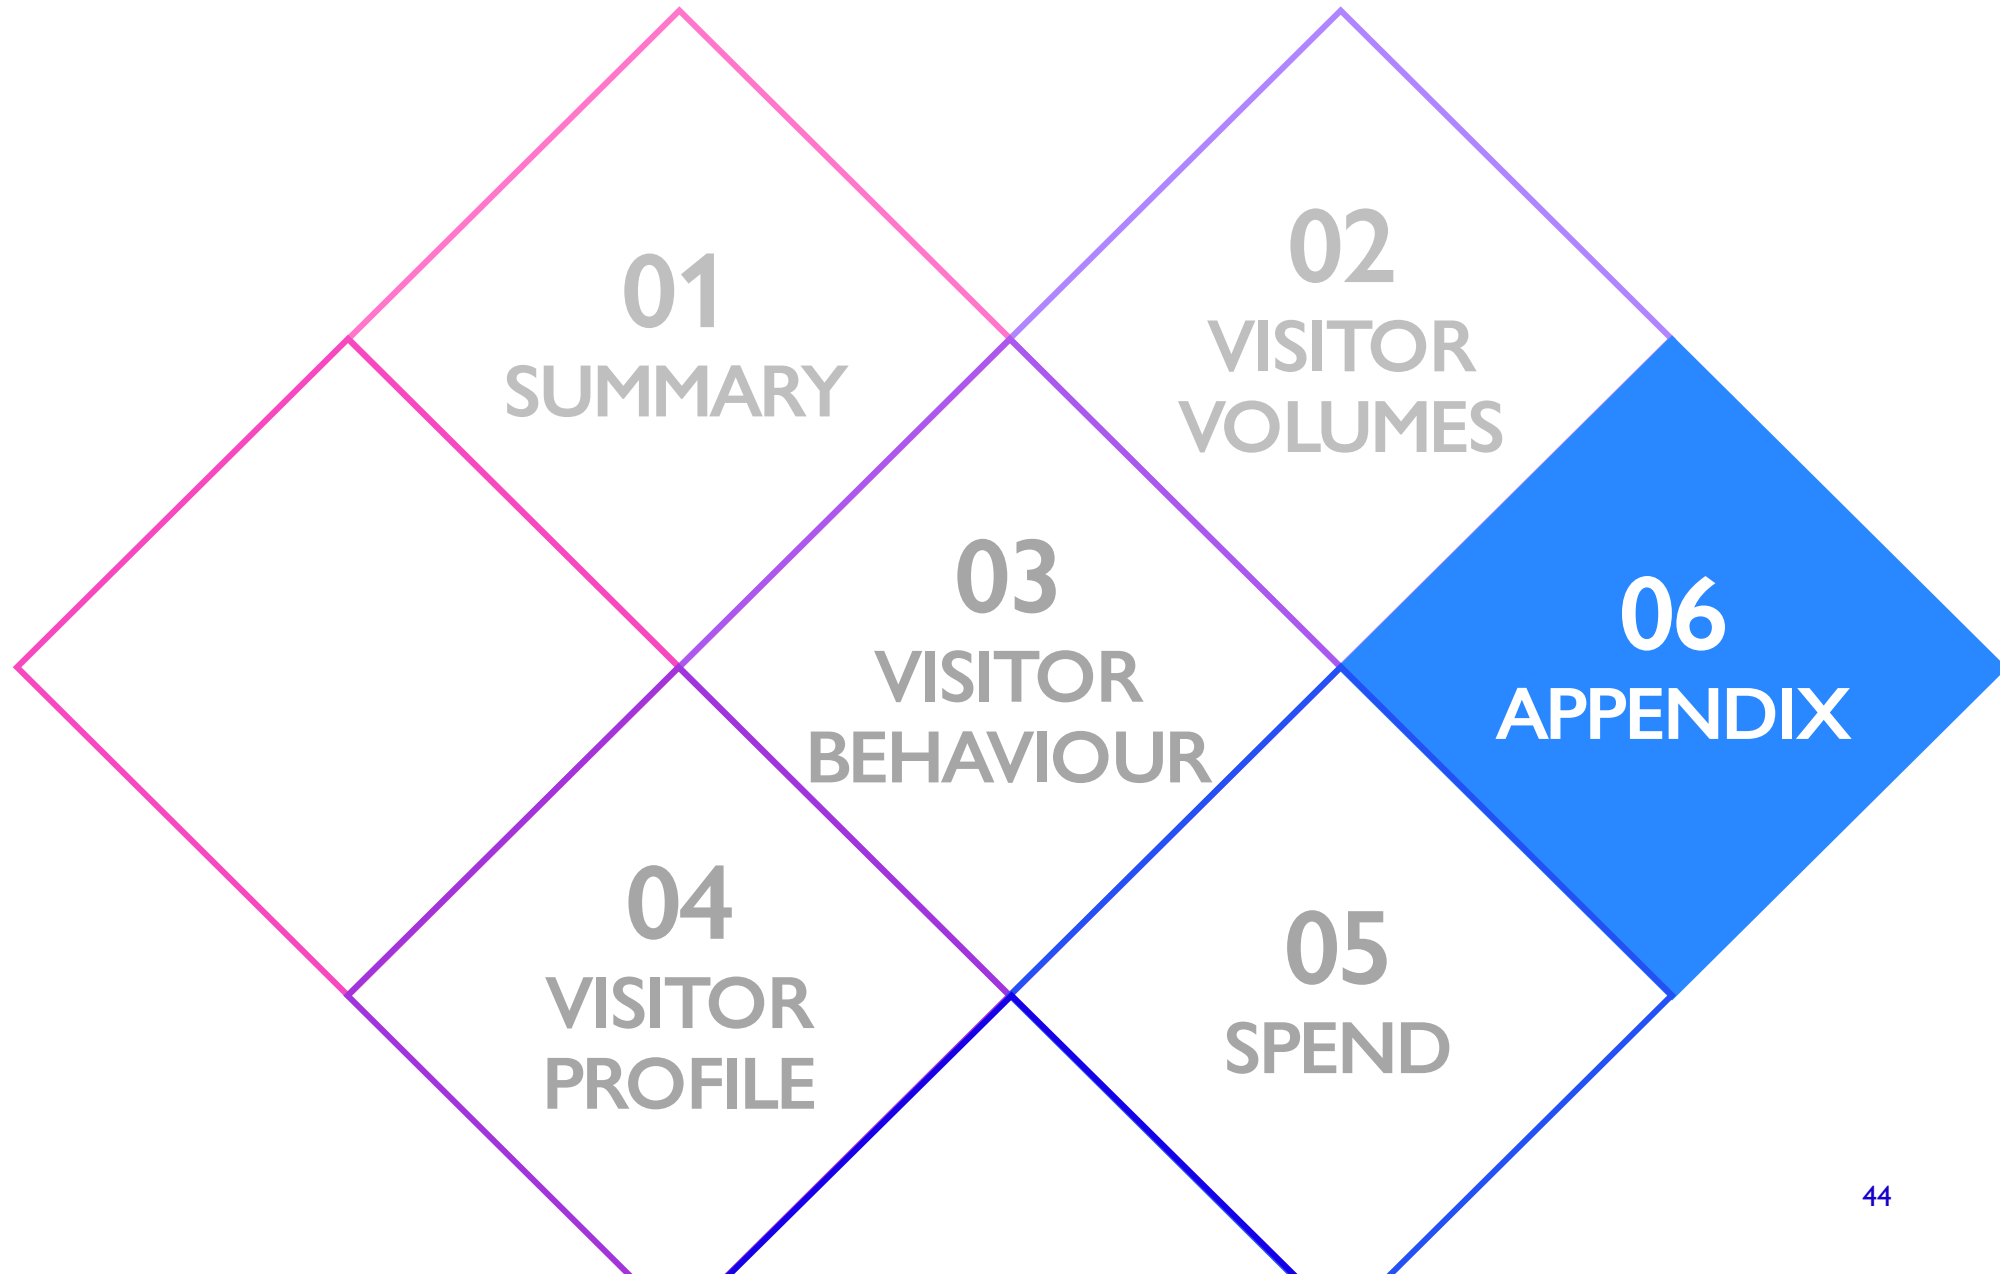 01
SUMMARY
02
VISITOR
VOLUMES
03
VISITOR
BEHAVIOUR
04
VISITOR
PROFILE
05
SPEND
06
APPENDIX
44